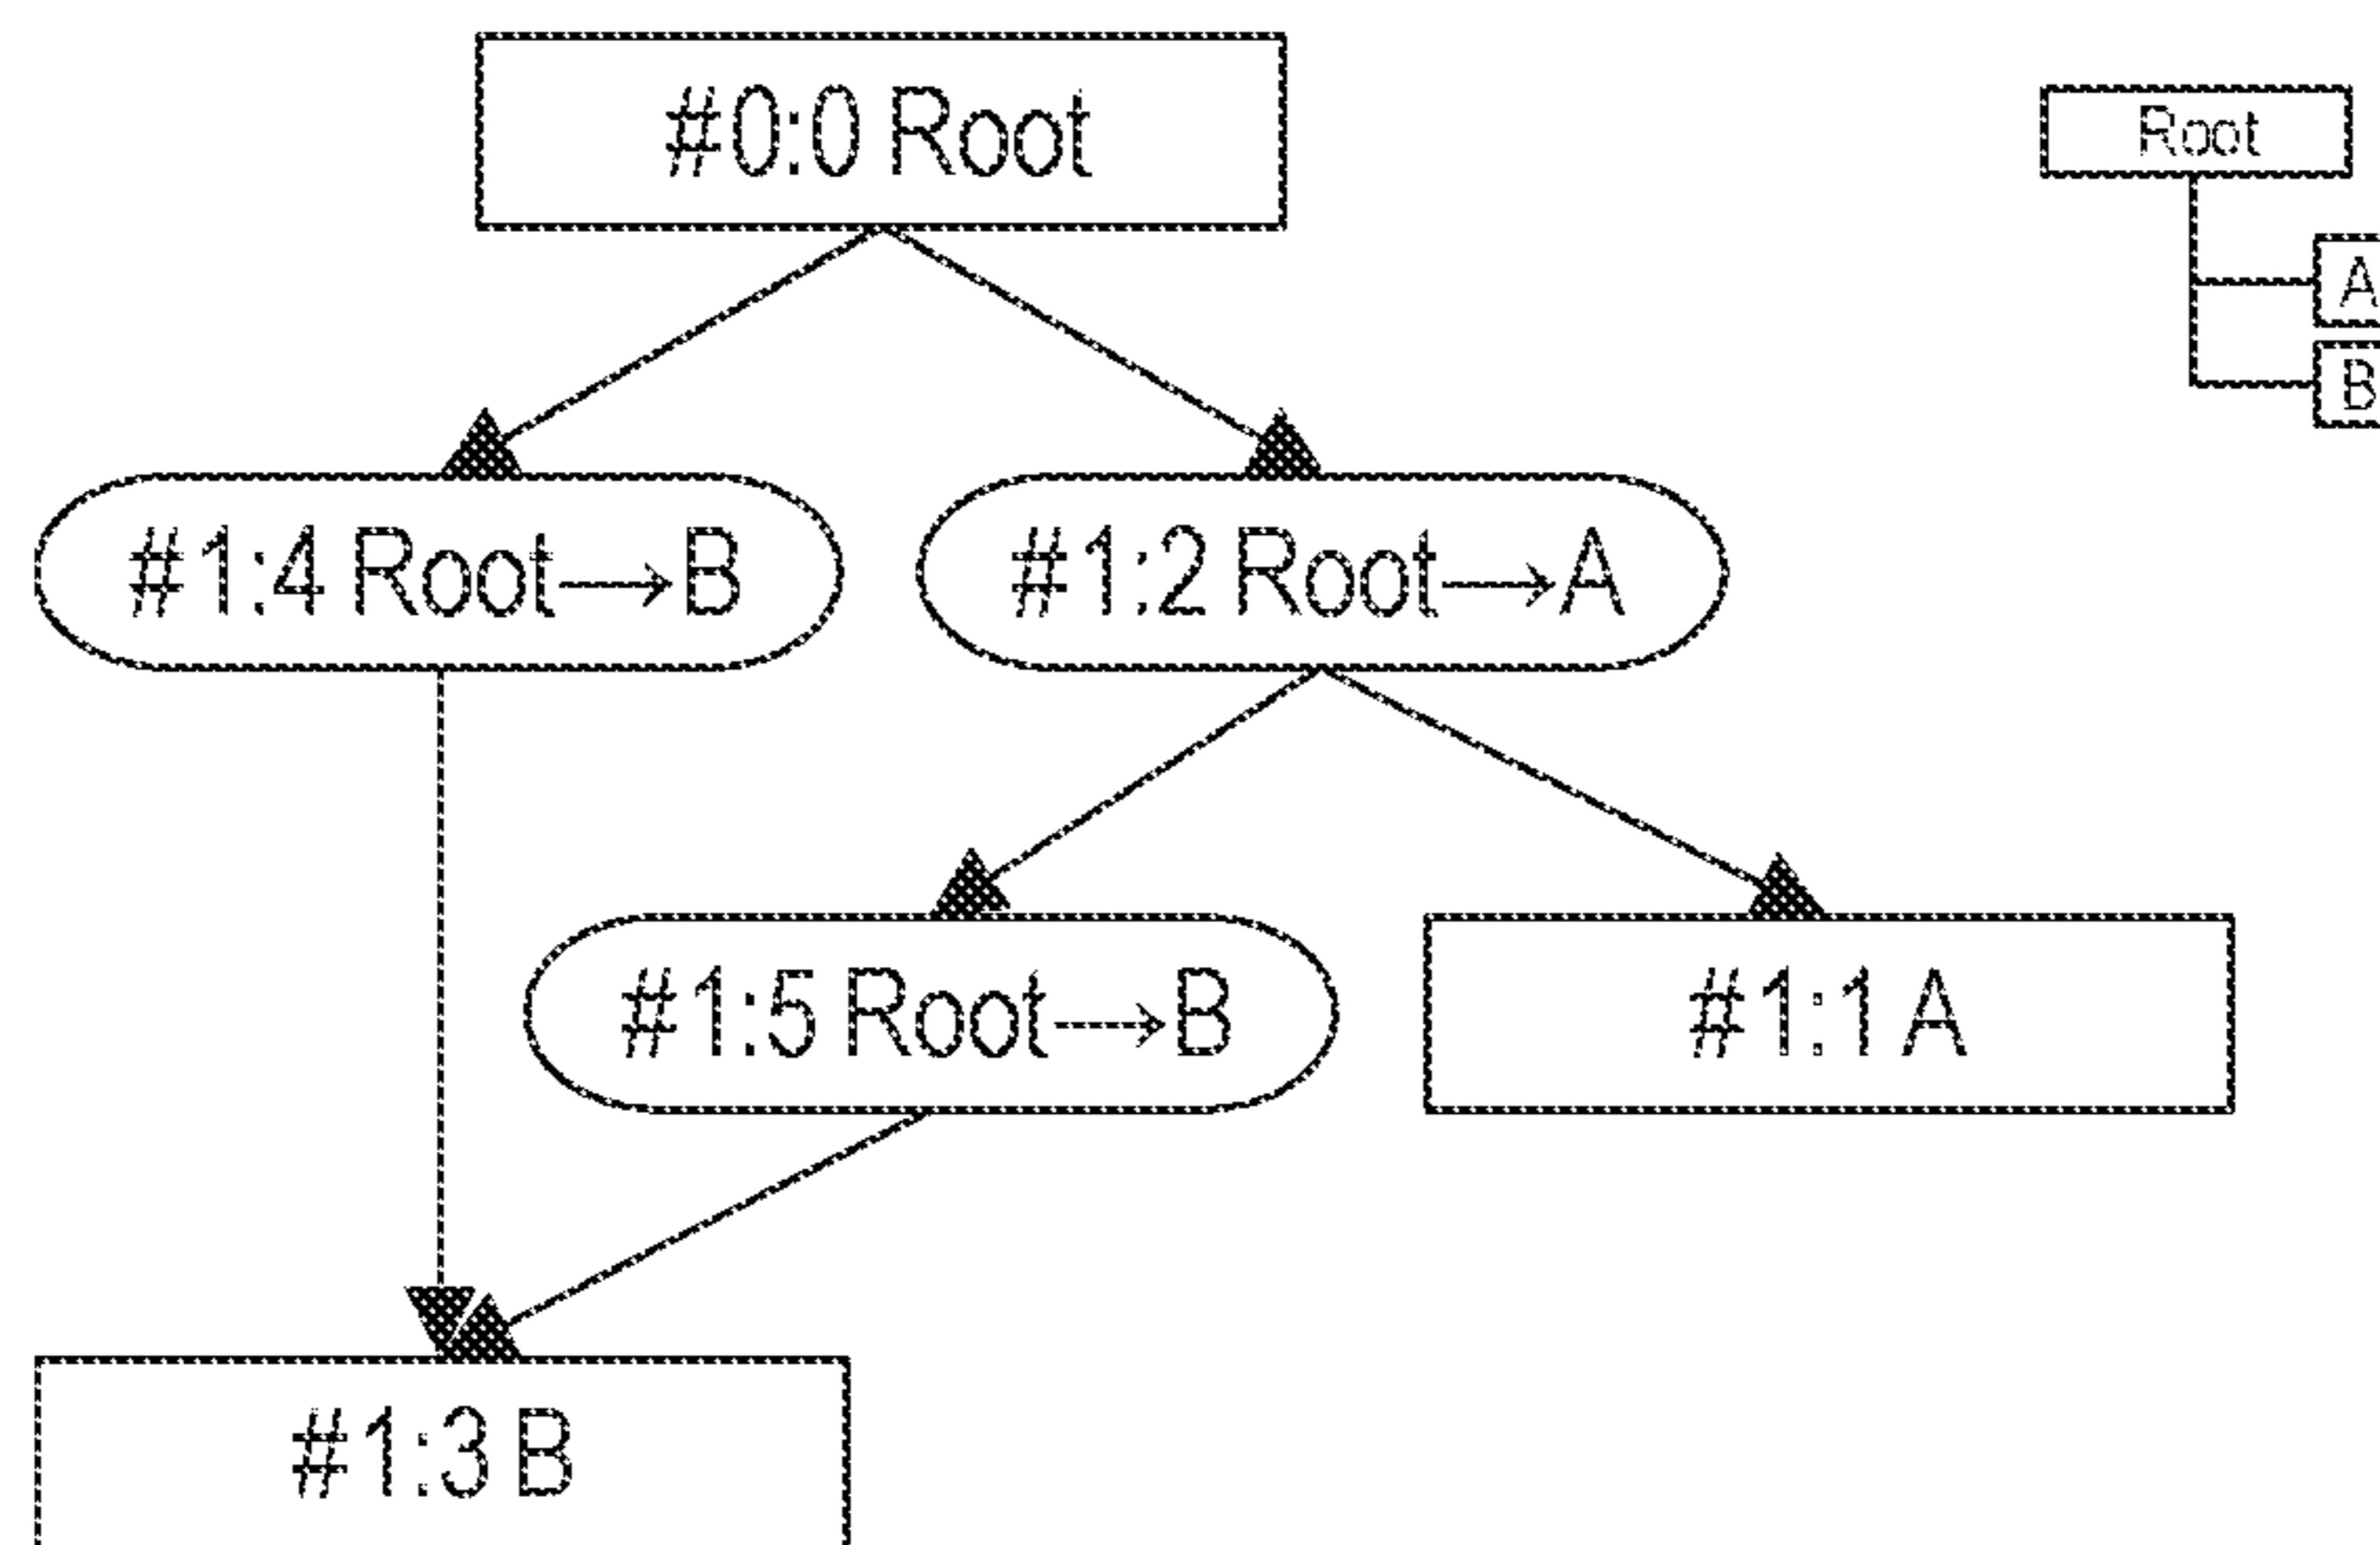 #0:0 Root
Root
A
B
#1:4 Root→B
#1:2 Root→A
#1:5 Root→B
#1:1 A
#1:3 B